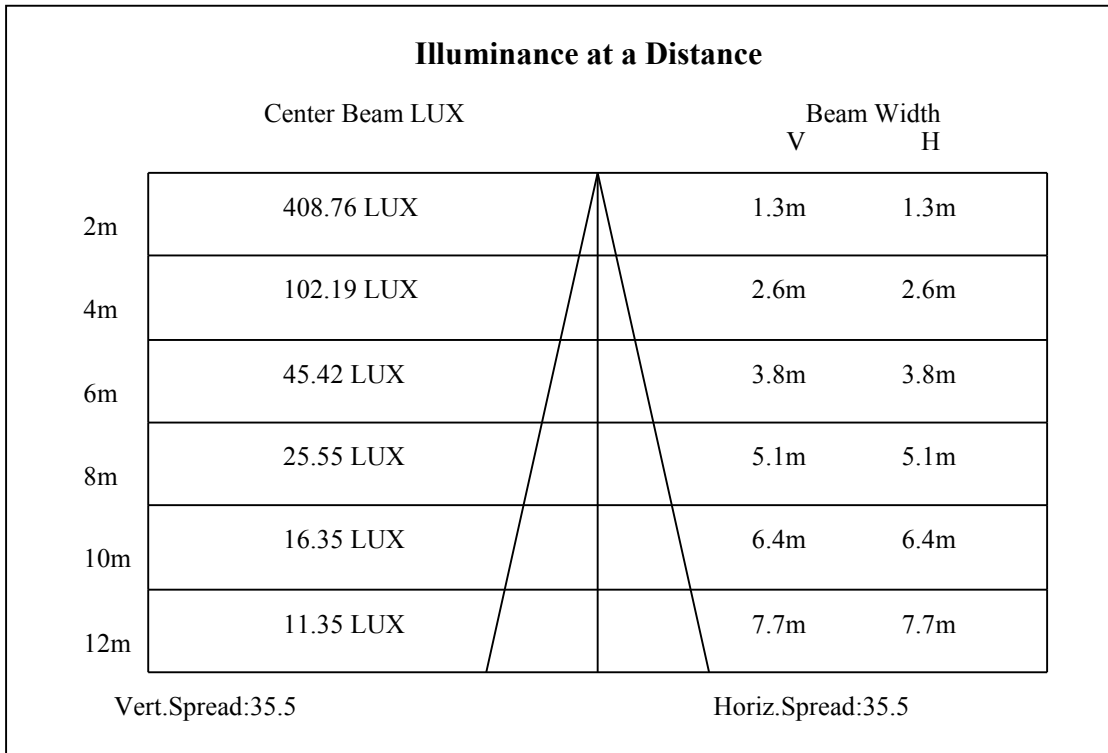 Illuminance at a Distance
Center Beam LUX Beam Width
V H
2m 408.76 LUX 1.3m 1.3m
4m 102.19 LUX 2.6m 2.6m
6m 45.42 LUX 3.8m 3.8m
8m 25.55 LUX 5.1m 5.1m
10m 16.35 LUX 6.4m 6.4m
12m 11.35 LUX 7.7m 7.7m
Vert.Spread:35.5 Horiz.Spread:35.5